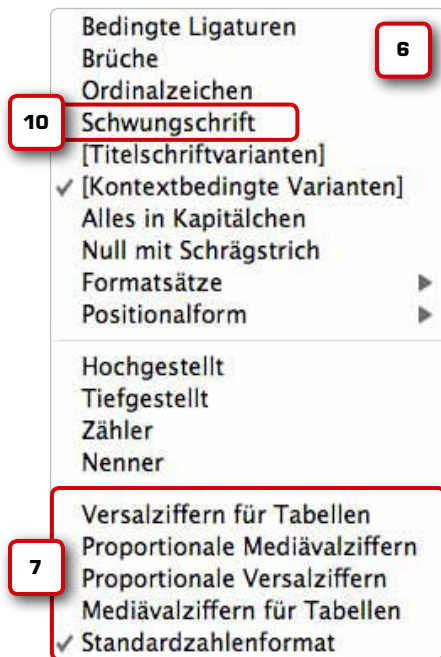 Bedingte Ligaturen
6
Brüche
Ordinalzeichen
10
Schwungschrift
[Titelschriftvarianten]
✓ [Kontextbedingte Varianten]
Alles in Kapitälchen
Null mit Schrägstrich
Formatsätze
Positionalform
Hochgestellt
Tiefgestellt
Zähler
Nenner
7
Versalziffern für Tabellen
Proportionale Mediävalziffern
Proportionale Versalziffern
Mediävalziffern für Tabellen
✓ Standardzahlenformat